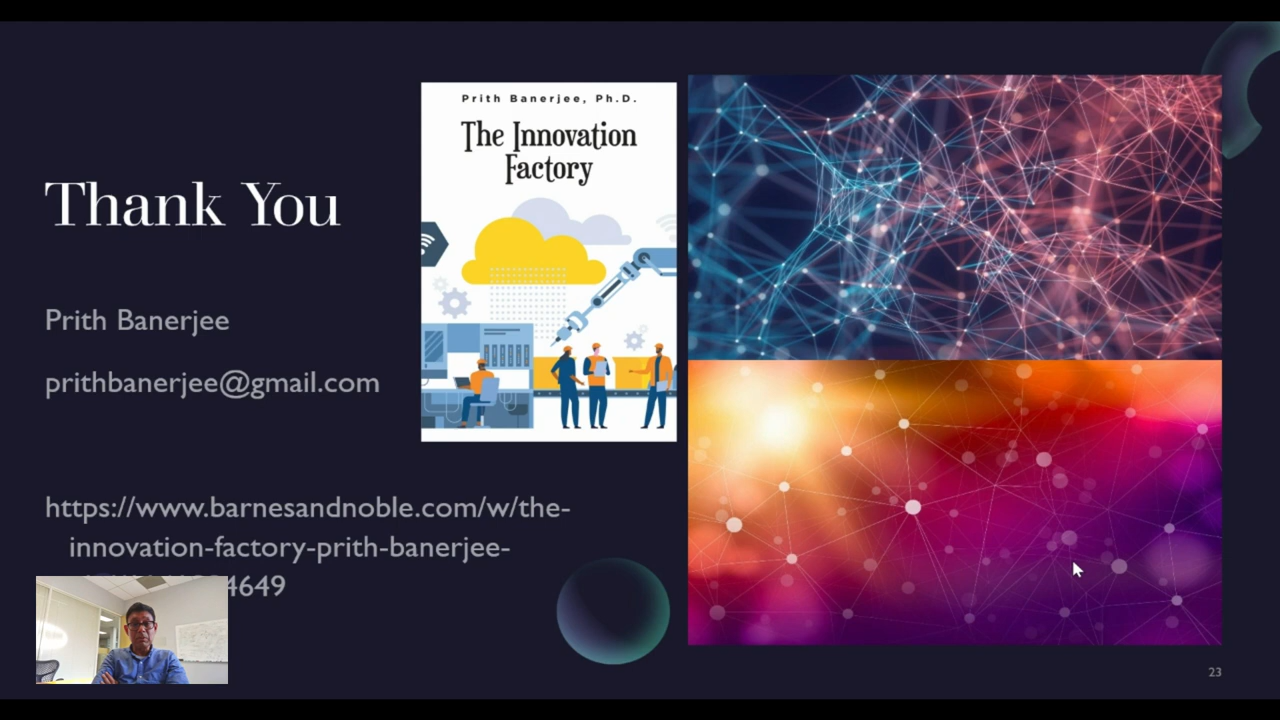 Thank You
Prith Banerjee
prithbanerjee@gmail.com
https://www.barnesandnoble.com/w/the-
innovation-factory-prith-banerjee-
4649
Prith Banerjee, Ph.D.
The Innovation
Factory
23